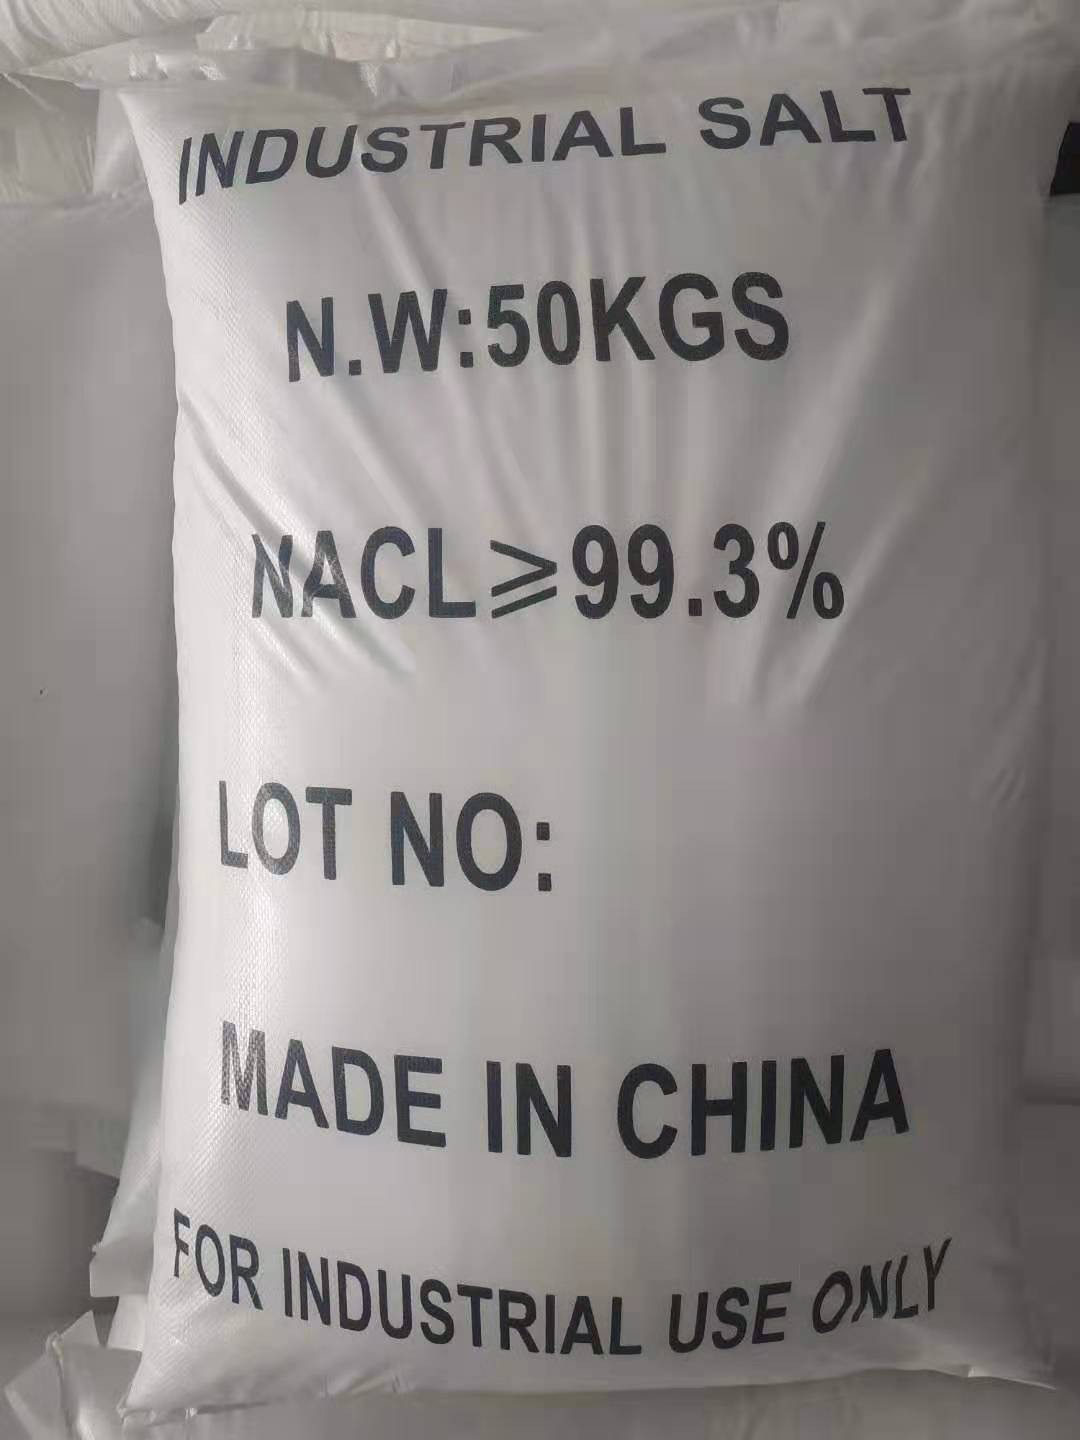 INDUSTRIAL SALT
N.W:50KGS
NACL⩾99.3%
LOT NO:
MADE IN CHINA
FOR INDUSTRIAL USE ONLY